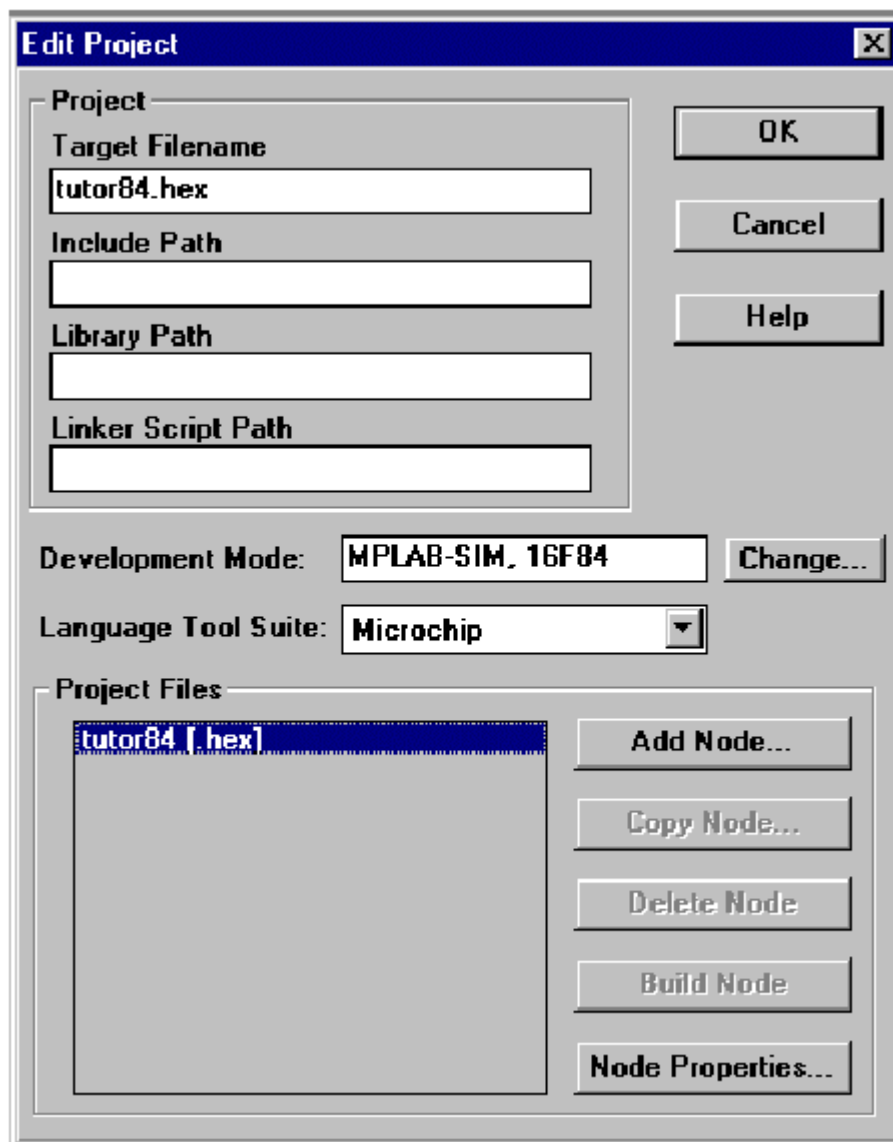 Edit Project
Project
Target Filename
tutor84.hex
Include Path
Library Path
Linker Script Path
OK
Cancel
Help
Development Mode:
MPLAB-SIM, 16F84
Change...
Language Tool Suite:
Microchip
Project Files
tutor84 [.hex]
Add Node...
Copy Node...
Delete Node
Build Node
Node Properties...